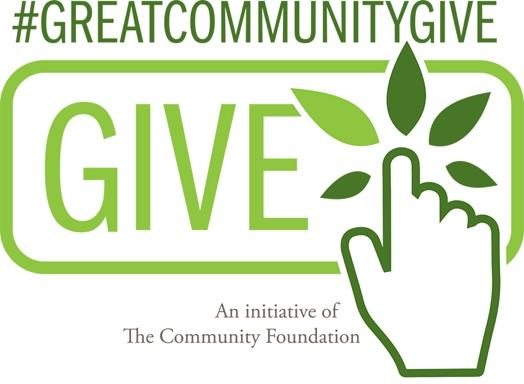 #GREATCOMMUNITYGIVE
GIVE
An initiative of
The Community Foundation